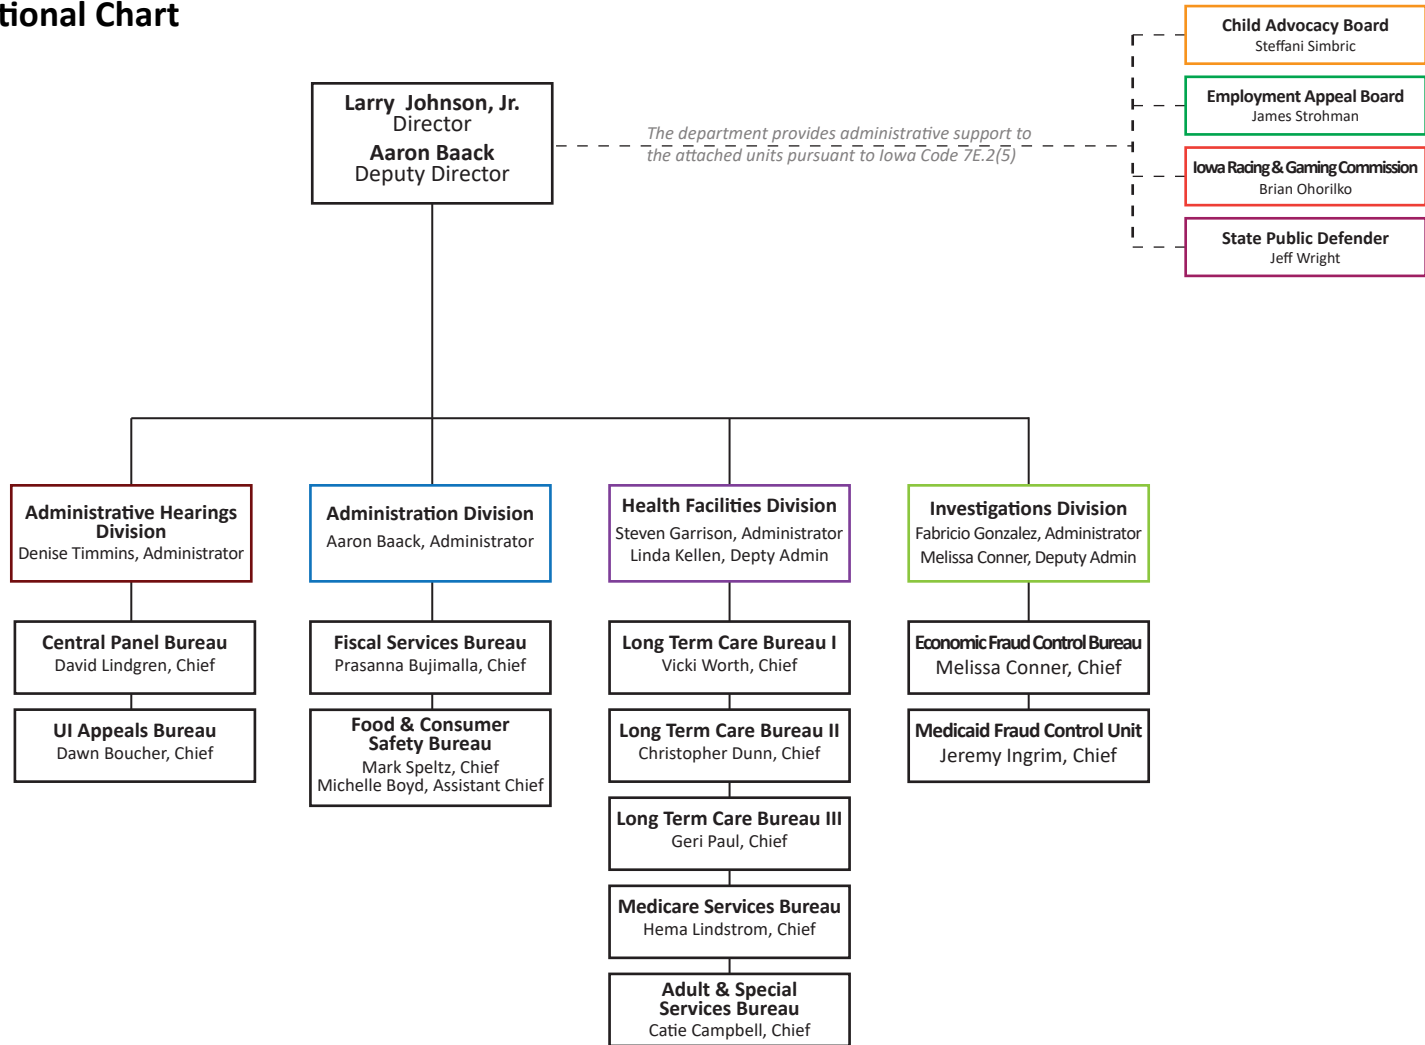 tional Chart
Child Advocacy Board
Steffani Simbric
Larry Johnson, Jr.
Director
Aaron Baack
Deputy Director
The department provides administrative support to
the attached units pursuant to Iowa Code 7E.2(5)
Employment Appeal Board
James Strohman
Iowa Racing & Gaming Commission
Brian Ohorilko
State Public Defender
Jeff Wright
Administrative Hearings
Division
Denise Timmins, Administrator
Administration Division
Aaron Baack, Administrator
Health Facilities Division
Steven Garrison, Administrator
Linda Kellen, Depty Admin
Investigations Division
Fabricio Gonzalez, Administrator
Melissa Conner, Deputy Admin
Central Panel Bureau
David Lindgren, Chief
Fiscal Services Bureau
Prasanna Bujimalla, Chief
Long Term Care Bureau I
Vicki Worth, Chief
Economic Fraud Control Bureau
Melissa Conner, Chief
UI Appeals Bureau
Dawn Boucher, Chief
Food & Consumer
Safety Bureau
Mark Speltz, Chief
Michelle Boyd, Assistant Chief
Long Term Care Bureau II
Christopher Dunn, Chief
Medicaid Fraud Control Unit
Jeremy Ingrim, Chief
Long Term Care Bureau III
Geri Paul, Chief
Medicare Services Bureau
Hema Lindstrom, Chief
Adult & Special
Services Bureau
Catie Campbell, Chief